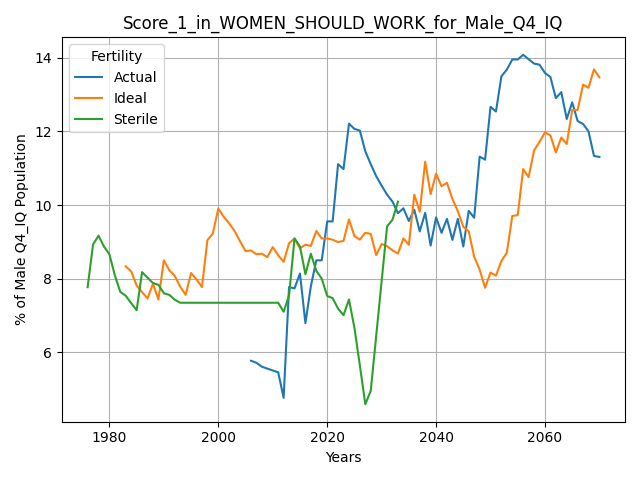 Score_1_in_WOMEN_SHOULD_WORK_for_Male_Q4_IQ
Fertility
Actual
Ideal
Sterile
% of Male Q4_IQ Population
14
12
10
8
6
1980
2000
2020
2040
2060
Years